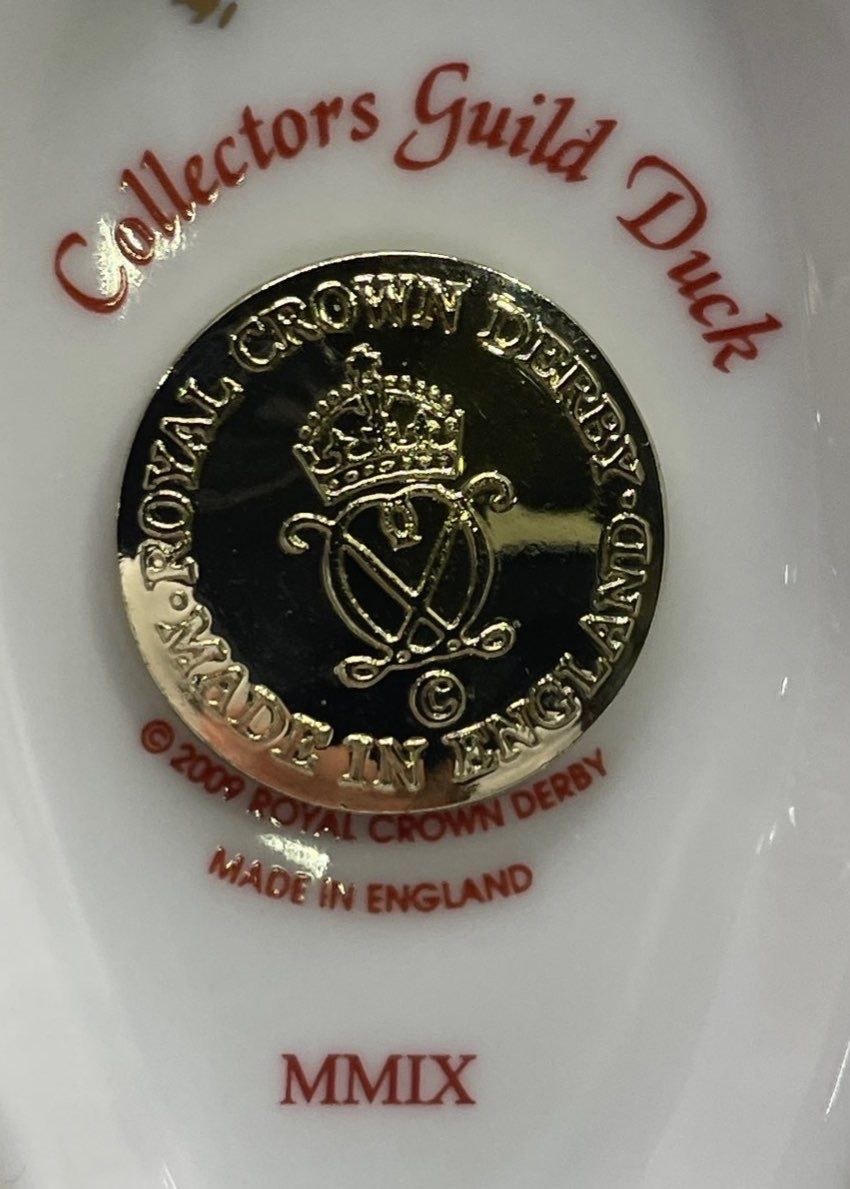 Collectors Guild Duck
ROYAL CROWN DERBY
· MADE IN ENGLAND ·
©
© 2009 ROYAL CROWN DERBY
MADE IN ENGLAND
MMIX